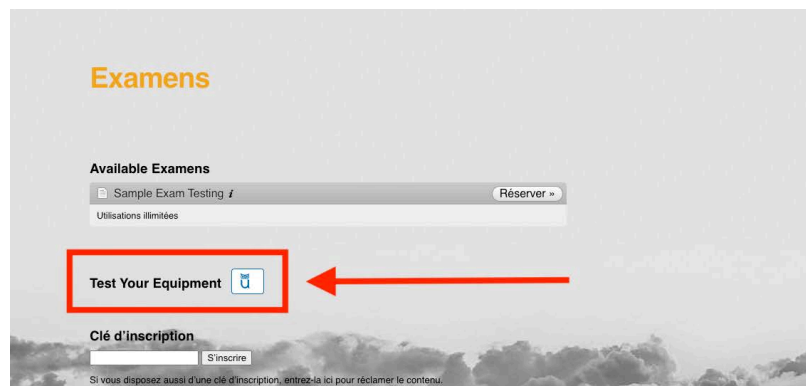 Examens
Available Examens
Sample Exam Testing i
Réserver »
Utilisations illimitées
Test Your Equipment
Clé d'inscription
S'inscrire
Si vous disposez aussi d'une clé d'inscription, entrez-la ici pour réclamer le contenu.